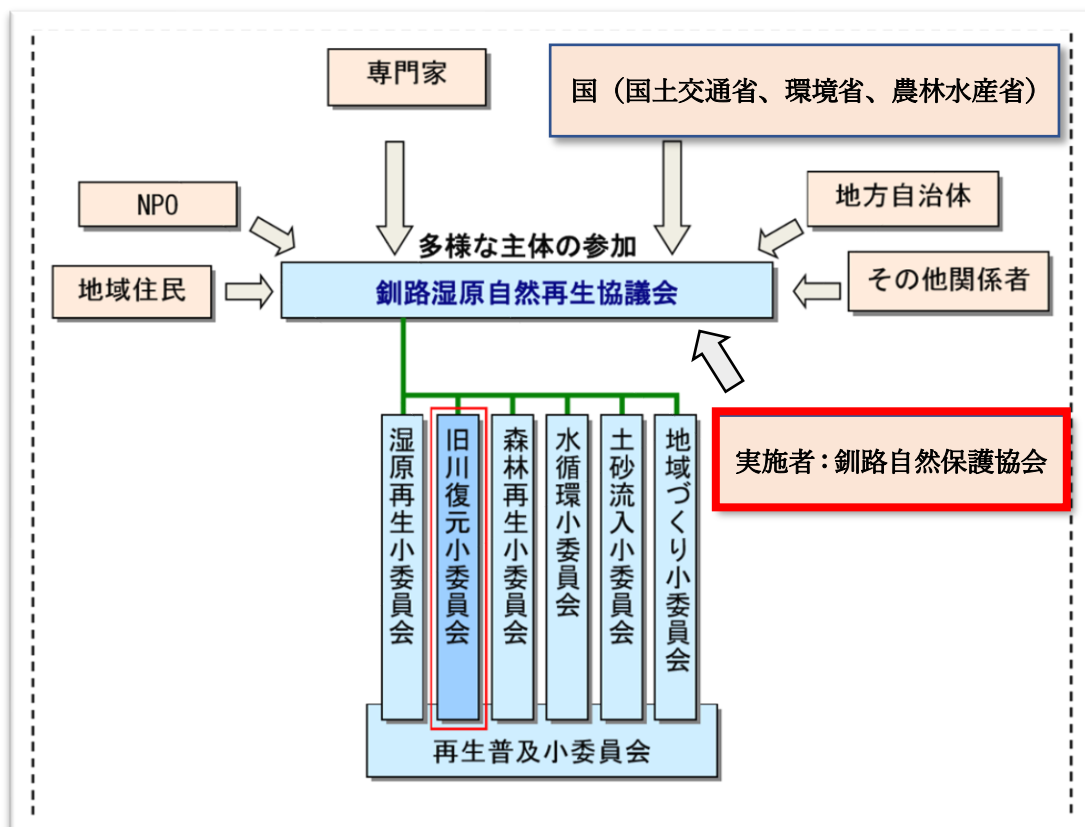 専門家
国（国土交通省、環境省、農林水産省）
NPO
地方自治体
多様な主体の参加
地域住民
釧路湿原自然再生協議会
その他関係者
実施者：釧路自然保護協会
湿原再生小委員会
旧川復元小委員会
森林再生小委員会
水循環小委員会
土砂流入小委員会
地域づくり小委員会
再生普及小委員会